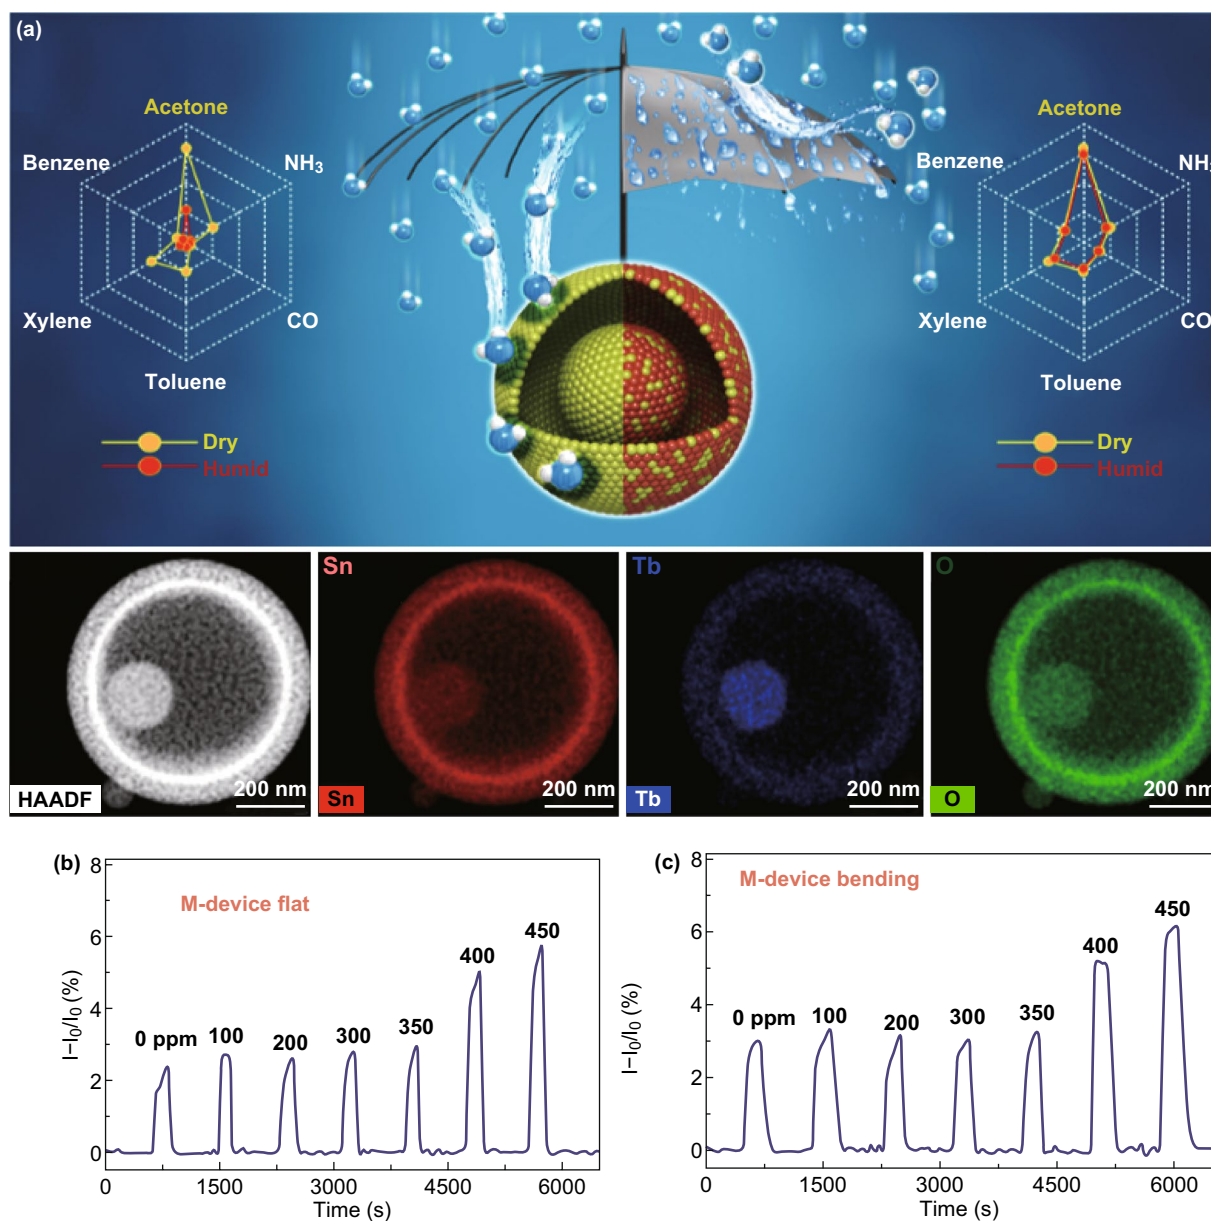 (a)
Acetone
Benzene
NH3
Xylene
CO
Toluene
Dry
Humid
Acetone
Benzene
NH3
Xylene
CO
Toluene
Dry
Humid
Sn
Tb
O
HAADF
200 nm
Sn
200 nm
Tb
200 nm
O
200 nm
(b)
M-device flat
I−I0/I0 (%)
8
6
4
2
0
0 ppm
100
200
300
350
400
450
0
1500
3000
4500
6000
Time (s)
(c)
M-device bending
I−I0/I0 (%)
8
6
4
2
0
0 ppm
100
200
300
350
400
450
0
1500
3000
4500
6000
Time (s)